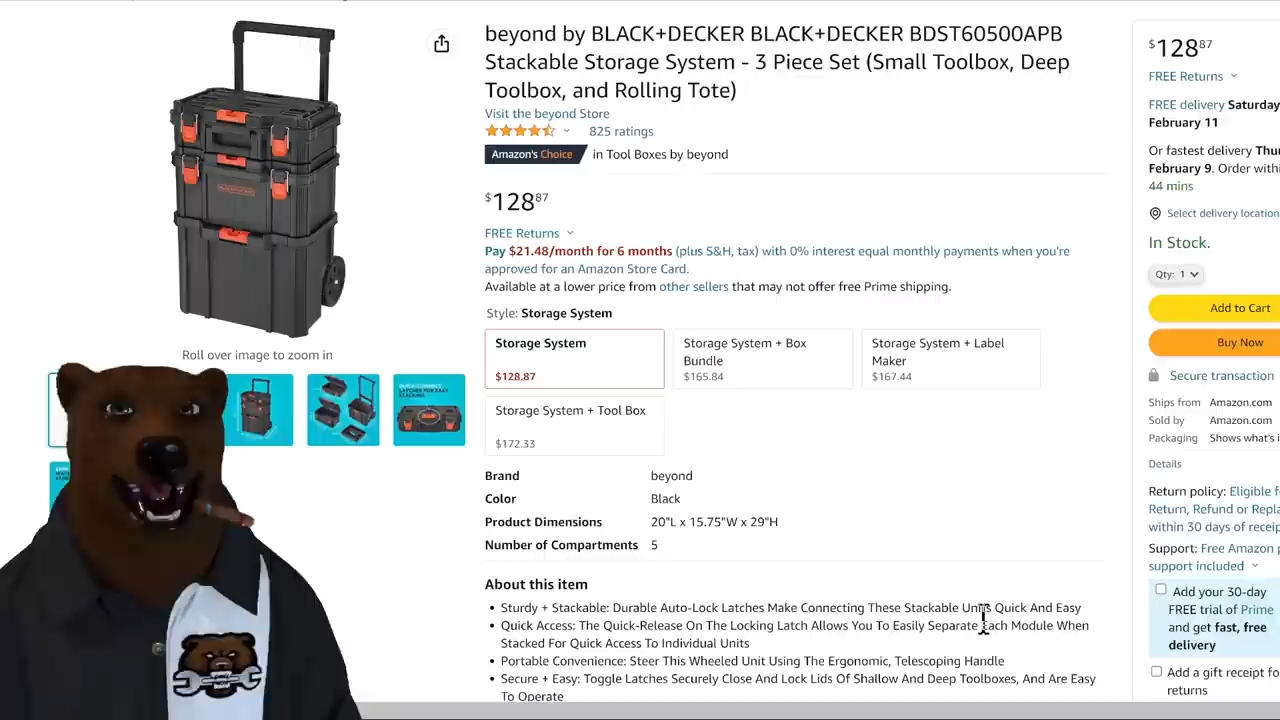 beyond by BLACK+DECKER BLACK+DECKER BDST60500APB
Stackable Storage System - 3 Piece Set (Small Toolbox, Deep
Toolbox, and Rolling Tote)
Visit the beyond Store
825 ratings
Amazon's Choice in Tool Boxes by beyond
$128 87
FREE Returns
Pay $21.48/month for 6 months (plus S&H, tax) with 0% interest equal monthly payments when you're
approved for an Amazon Store Card.
Available at a lower price from other sellers that may not offer free Prime shipping.
Style: Storage System
Storage System
$128.87
Storage System + Box
Bundle
$165.84
Storage System + Label
Maker
$167.44
Storage System + Tool Box
$172.33
Brand beyond
Color Black
Product Dimensions 20"L x 15.75"W x 29"H
Number of Compartments 5
About this item
• Sturdy + Stackable: Durable Auto-Lock Latches Make Connecting These Stackable Units Quick And Easy
• Quick Access: The Quick-Release On The Locking Latch Allows You To Easily Separate Each Module When
Stacked For Quick Access To Individual Units
• Portable Convenience: Steer This Wheeled Unit Using The Ergonomic, Telescoping Handle
• Secure + Easy: Toggle Latches Securely Close And Lock Lids Of Shallow And Deep Toolboxes, And Are Easy
To Operate
Roll over image to zoom in
$128 87
FREE Returns
FREE delivery Saturday
February 11
Or fastest delivery
February 9. Order
44 mins
Select delivery location
In Stock.
Qty: 1
Add to Cart
Buy Now
Secure transaction
Ships from Amazon.com
Sold by Amazon.com
Packaging Shows what's
Details
Return policy: Eligible
Return, Refund or
within 30 days of
Support: Free Amazon
support included
Add your 30-day
FREE trial of Prime
and get fast, free
delivery
Add a gift receipt
returns